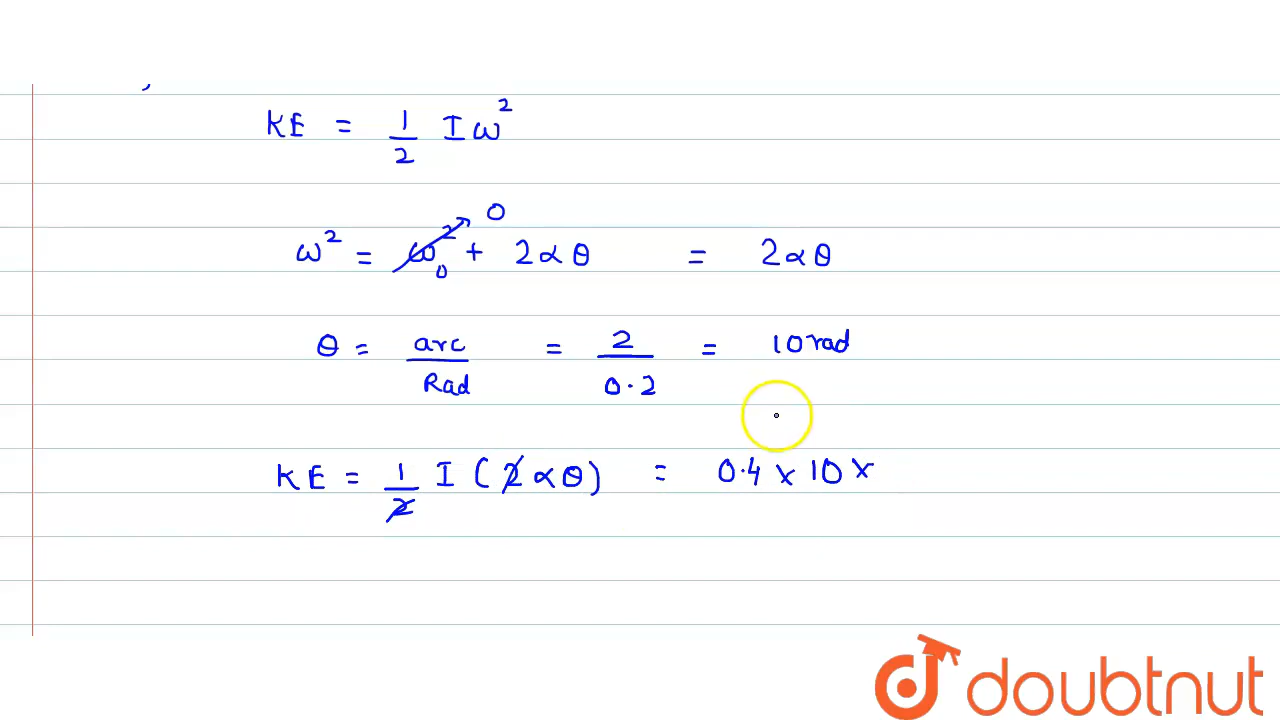 KE = 1/2 I ω²
ω² = ω₀² + 2αθ = 2αθ
0
θ = arc/Rad = 2/0.2 = 10 rad
KE = 1/2 I (2αθ) = 0.4 x 10 x
doubtnut